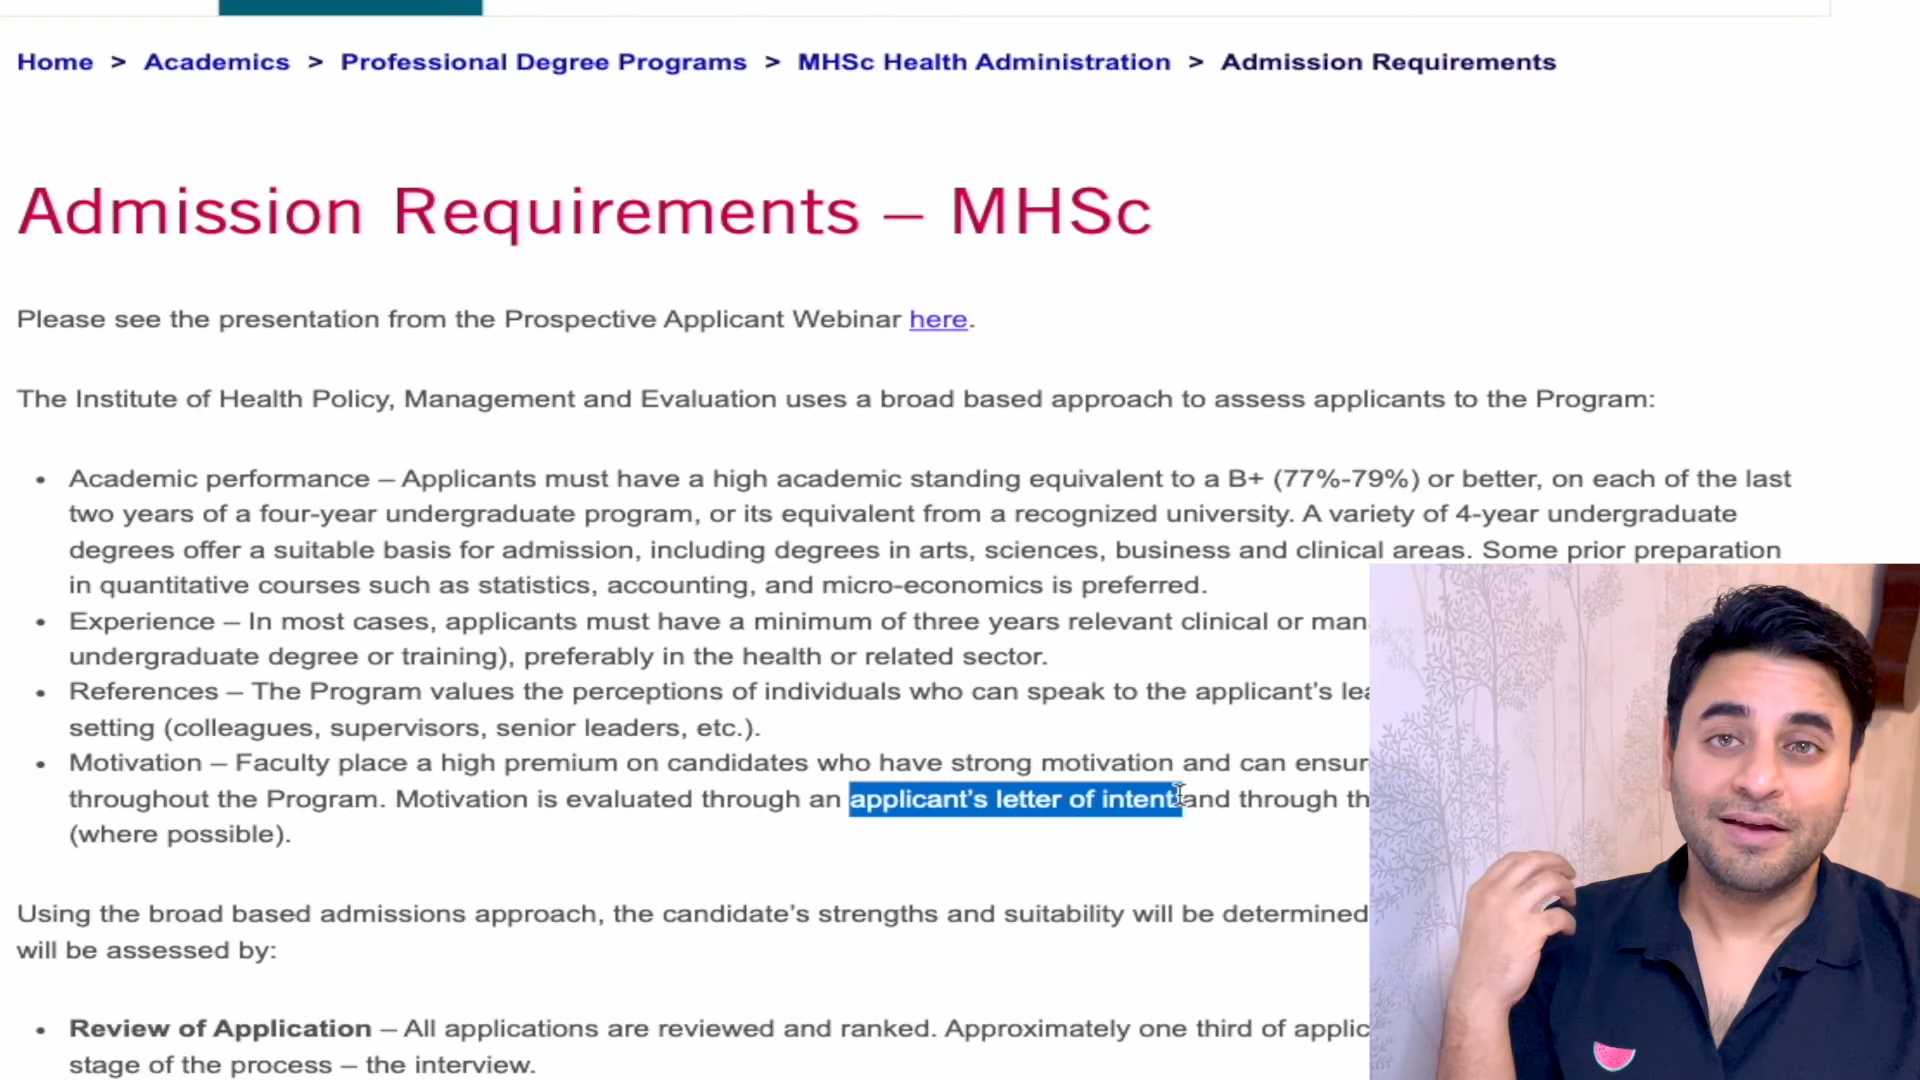 Home > Academics > Professional Degree Programs > MHSc Health Administration > Admission Requirements
Admission Requirements – MHSc
Please see the presentation from the Prospective Applicant Webinar here.
The Institute of Health Policy, Management and Evaluation uses a broad based approach to assess applicants to the Program:
• Academic performance – Applicants must have a high academic standing equivalent to a B+ (77%-79%) or better, on each of the last
two years of a four-year undergraduate program, or its equivalent from a recognized university. A variety of 4-year undergraduate
degrees offer a suitable basis for admission, including degrees in arts, sciences, business and clinical areas. Some prior preparation
in quantitative courses such as statistics, accounting, and micro-economics is preferred.
• Experience – In most cases, applicants must have a minimum of three years relevant clinical or man
undergraduate degree or training), preferably in the health or related sector.
• References – The Program values the perceptions of individuals who can speak to the applicant's lea
setting (colleagues, supervisors, senior leaders, etc.).
• Motivation – Faculty place a high premium on candidates who have strong motivation and can ensur
throughout the Program. Motivation is evaluated through an applicant's letter of intent and through th
(where possible).
Using the broad based admissions approach, the candidate's strengths and suitability will be determined
will be assessed by:
• Review of Application – All applications are reviewed and ranked. Approximately one third of applic
stage of the process – the interview.